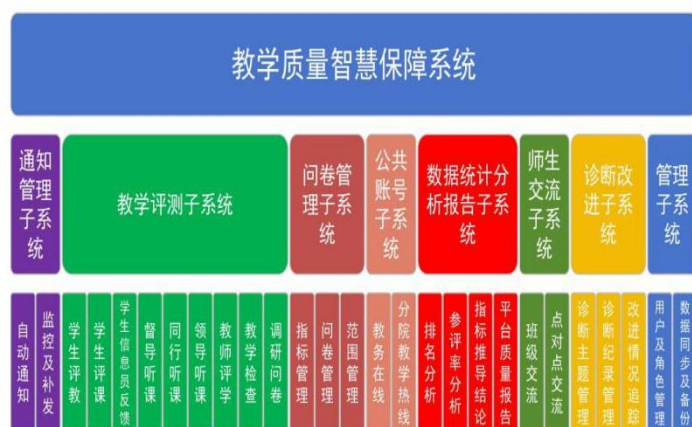 教学质量智慧保障系统
通知管理子系统
教学评测子系统
问卷管理子系统
公共账号子系统
数据统计分析报告子系统
师生交流子系统
诊断改进子系统
管理子系统
自动通知
监控及补发
学生评教
学生评课
学生信息员反馈
督导听课
同行听课
领导听课
教师评学
教学检查
调研问卷
指标管理
问卷管理
范围管理
教务在线
分院教学热线
排名分析
参评率分析
指标推导结论
平台质量报告
班级交流
点对点交流
诊断主题管理
诊断纪录管理
改进情况追踪
用户及角色管理
数据同步及备份